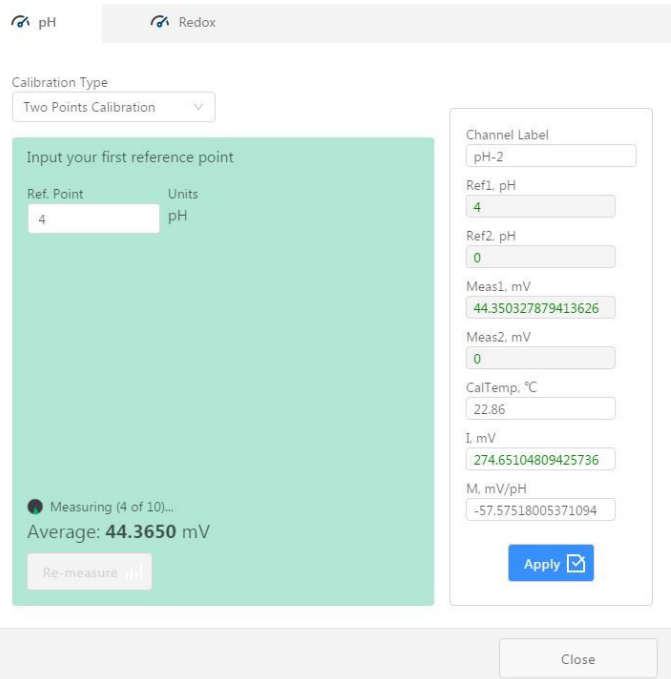 pH
Redox
Calibration Type
Two Points Calibration
Input your first reference point
Ref. Point
Units
4
pH
Measuring (4 of 10)...
Average: 44.3650 mV
Re-measure
Channel Label
pH-2
Ref1, pH
4
Ref2, pH
0
Meas1, mV
44.350327879413626
Meas2, mV
0
CalTemp, °C
22.86
I, mV
274.65104809425736
M, mV/pH
-57.57518005371094
Apply
Close